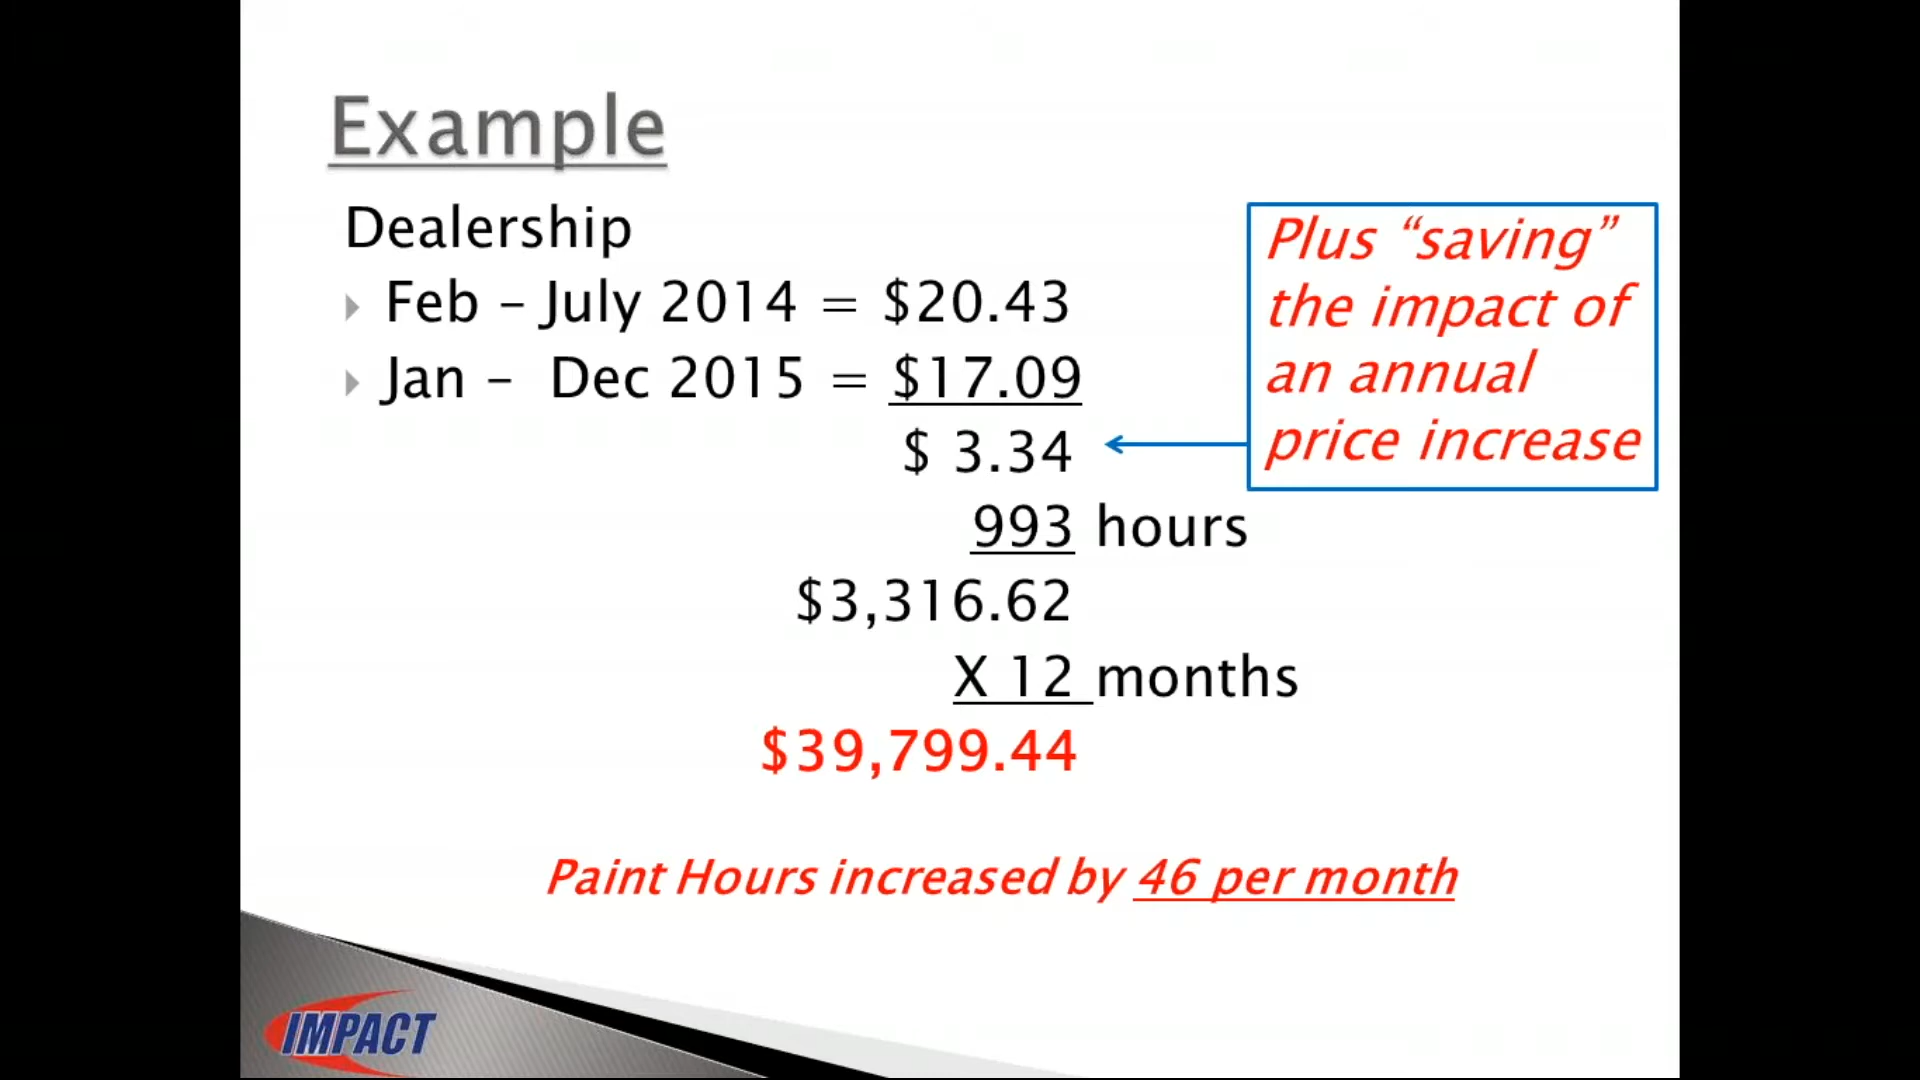 Example
Dealership
Feb – July 2014 = $20.43
Jan – Dec 2015 = $17.09
$ 3.34
993 hours
$3,316.62
X 12 months
$39,799.44
Plus “saving”
the impact of
an annual
price increase
Paint Hours increased by 46 per month
IMPACT